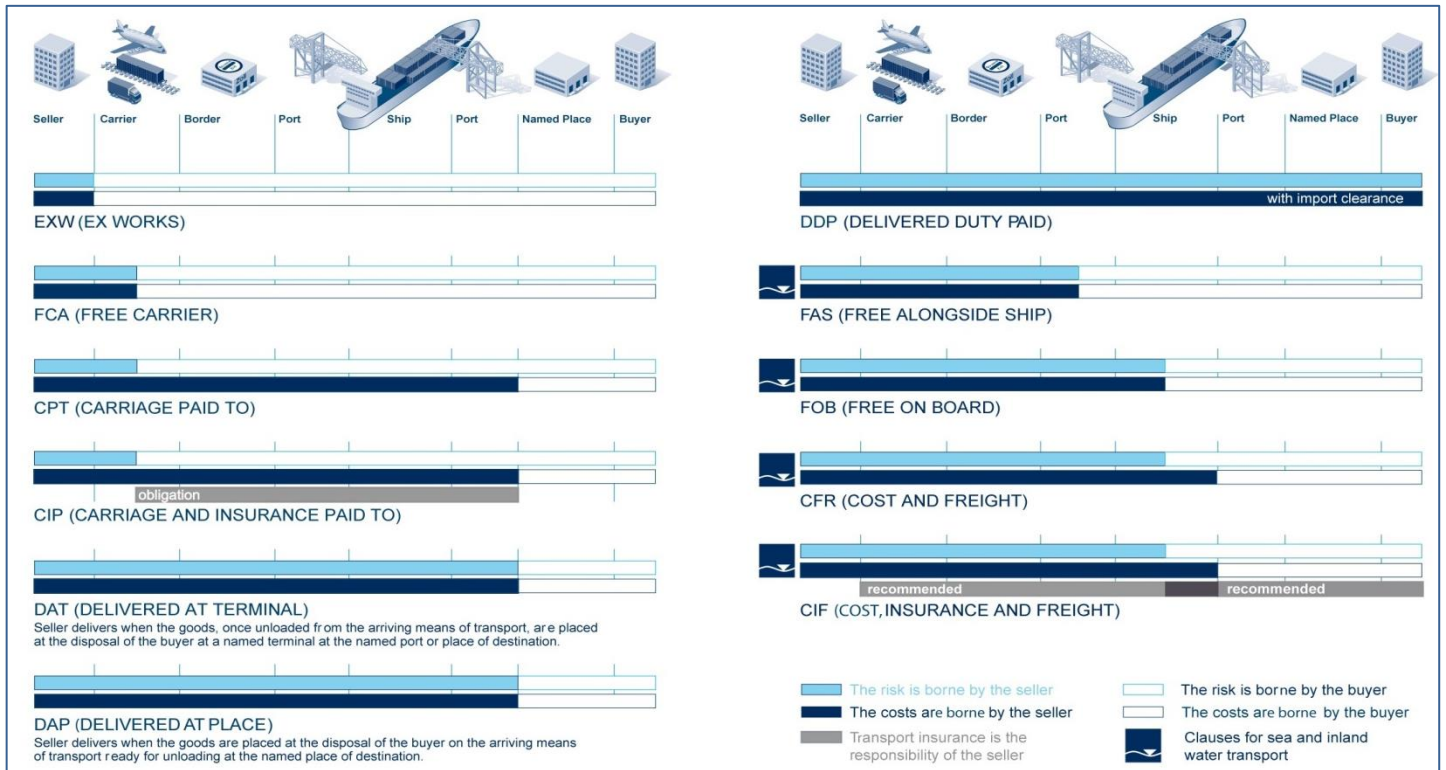 Seller Carrier Border Port Ship Port Named Place Buyer
EXW (EX WORKS)
FCA (FREE CARRIER)
CPT (CARRIAGE PAID TO)
obligation
CIP (CARRIAGE AND INSURANCE PAID TO)
DAT (DELIVERED AT TERMINAL)
Seller delivers when the goods, once unloaded from the arriving means of transport, are placed
at the disposal of the buyer at a named terminal at the named port or place of destination.
DAP (DELIVERED AT PLACE)
Seller delivers when the goods are placed at the disposal of the buyer on the arriving means
of transport ready for unloading at the named place of destination.
Seller Carrier Border Port Ship Port Named Place Buyer
with import clearance
DDP (DELIVERED DUTY PAID)
FAS (FREE ALONGSIDE SHIP)
FOB (FREE ON BOARD)
CFR (COST AND FREIGHT)
recommended recommended
CIF (COST, INSURANCE AND FREIGHT)
The risk is borne by the seller
The costs are borne by the seller
Transport insurance is the
responsibility of the seller
The risk is borne by the buyer
The costs are borne by the buyer
Clauses for sea and inland
water transport